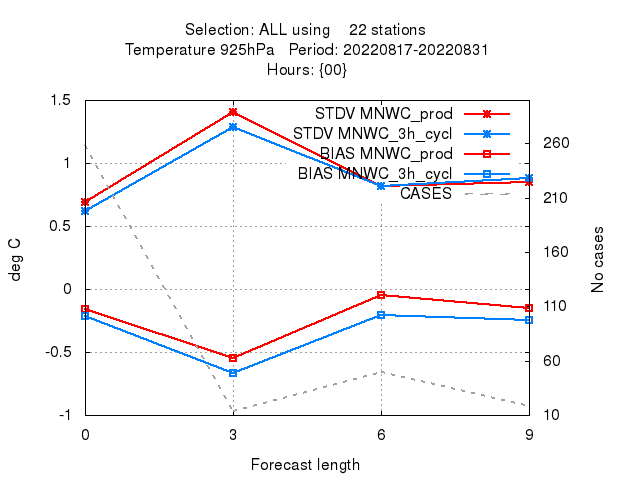 Selection: ALL using 22 stations
Temperature 925hPa Period: 20220817-20220831
Hours: {00}
1.5
1
0.5
0
-0.5
-1
deg C
STDV MNWC_prod
STDV MNWC_3h_cycl
BIAS MNWC_prod
BIAS MNWC_3h_cycl
CASES
260
210
160
110
60
10
No cases
0 3 6 9
Forecast length